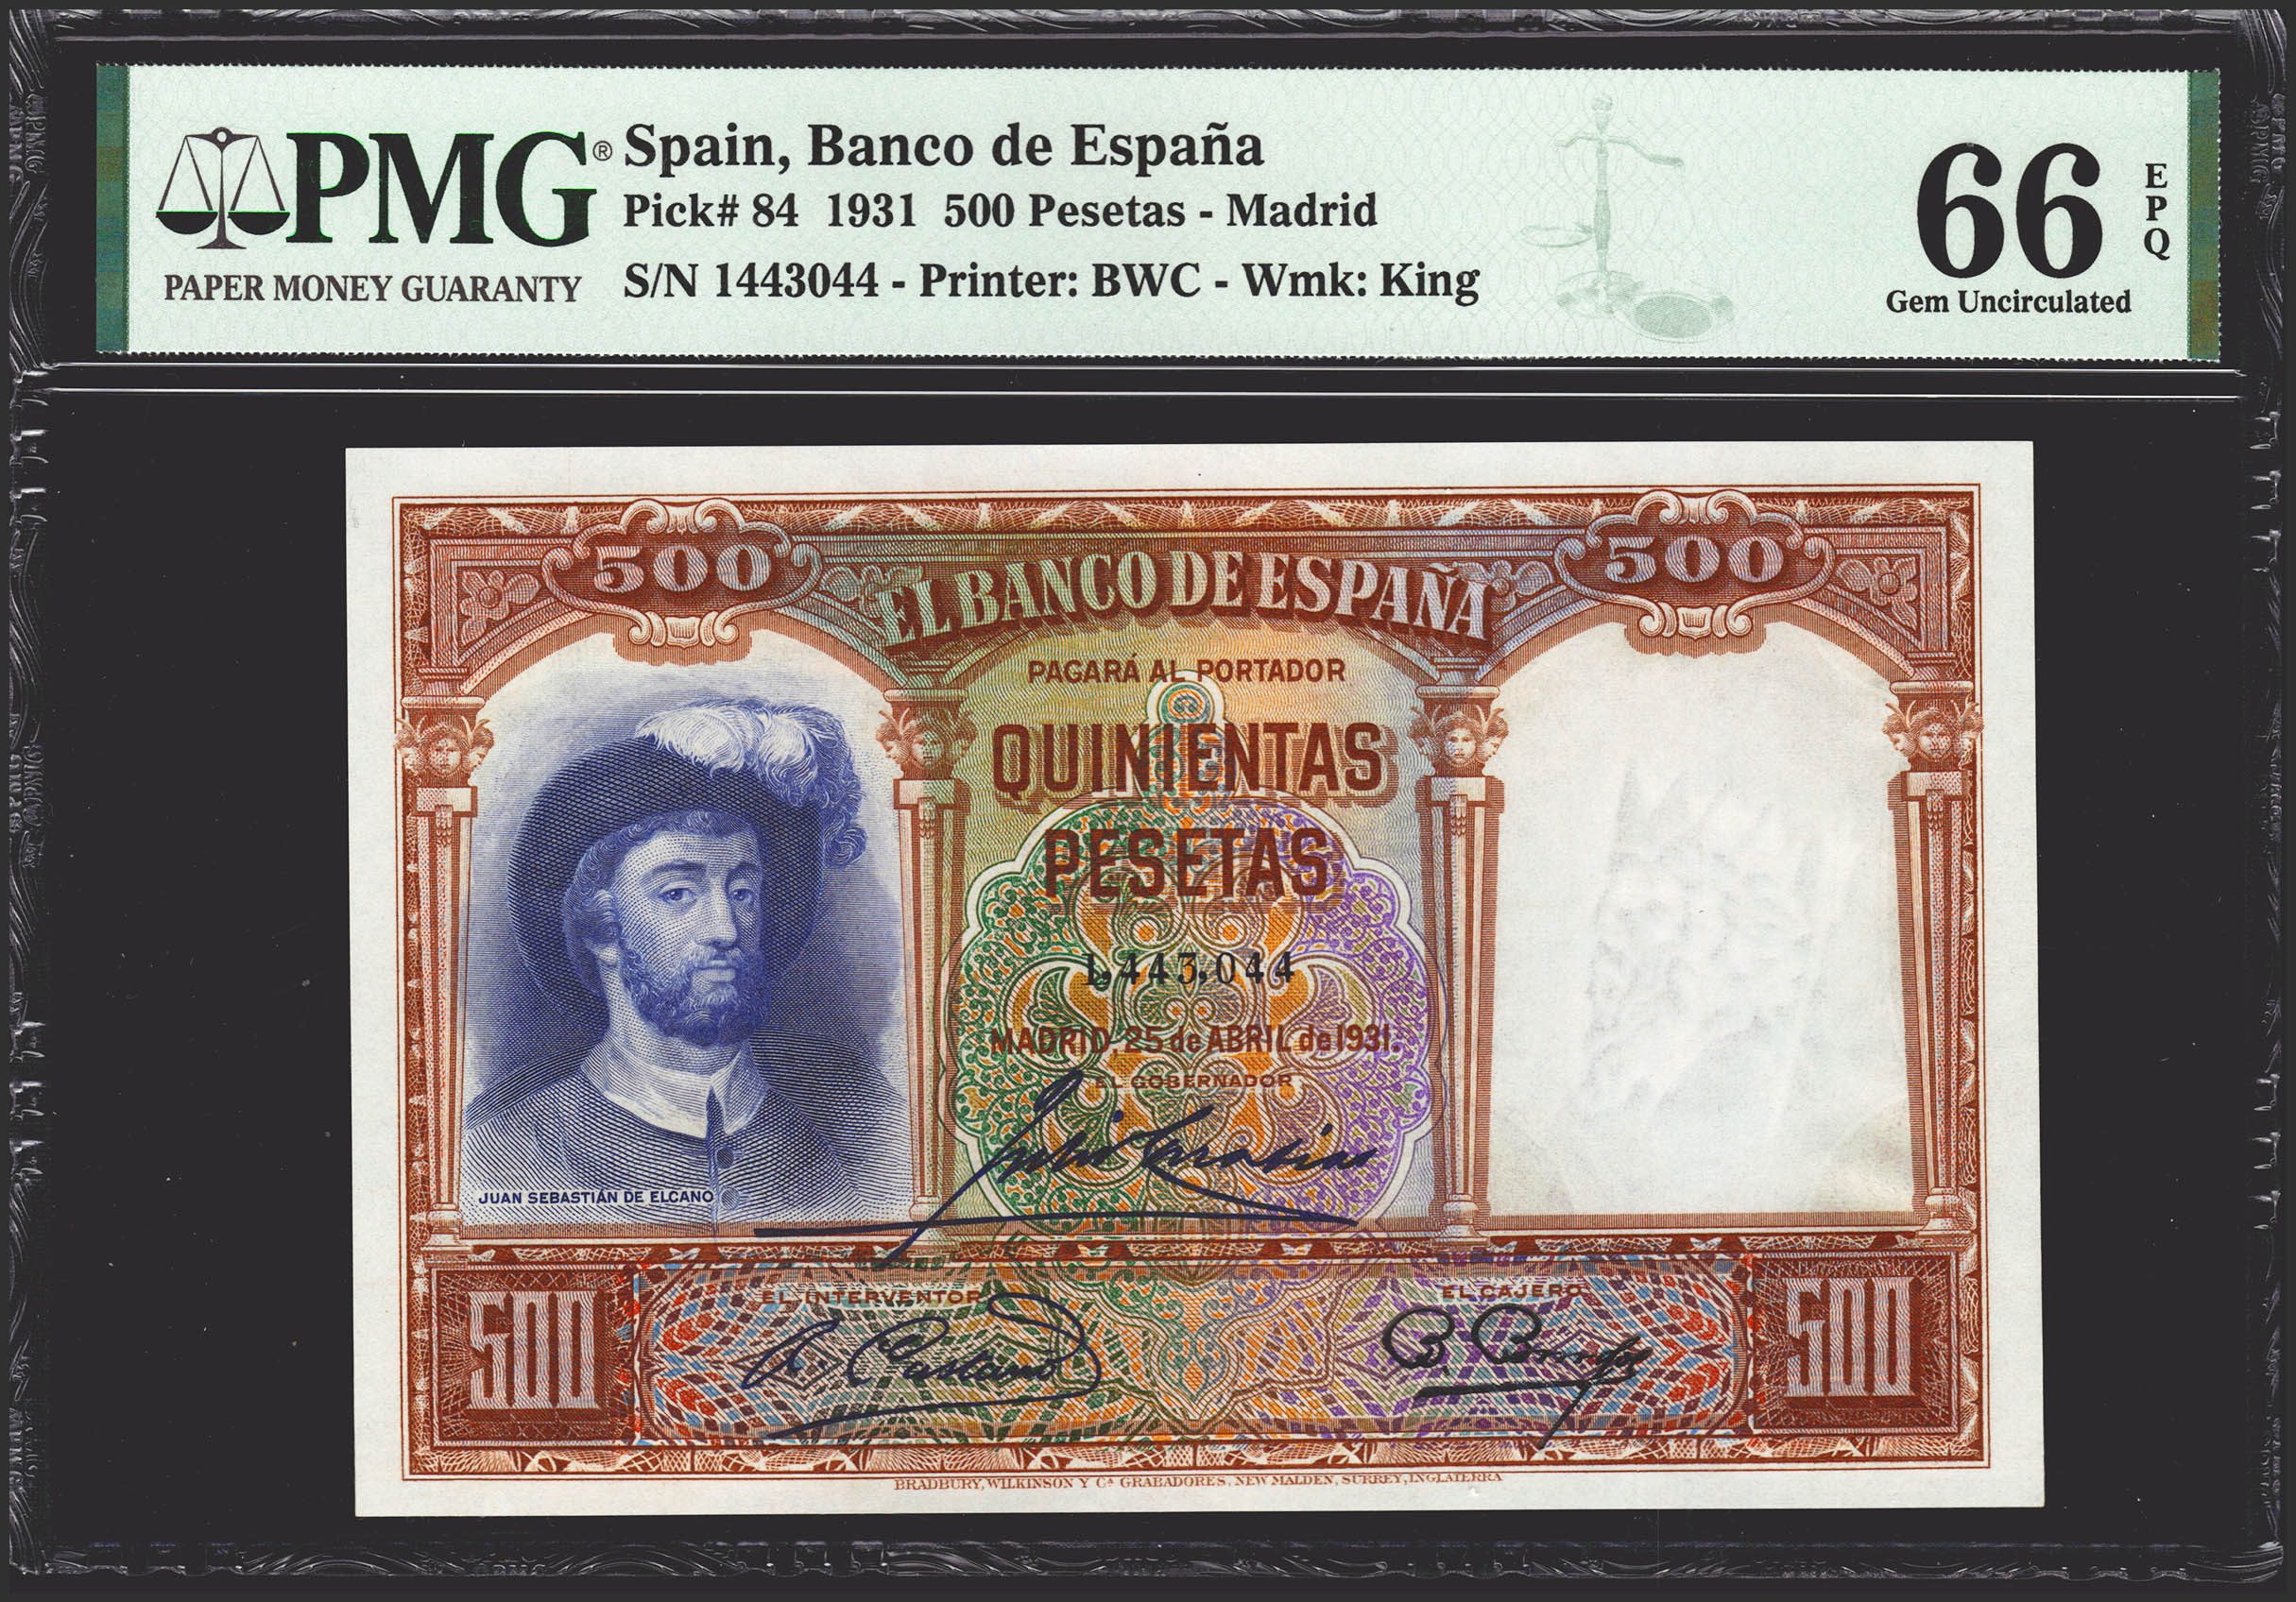 PMG®
PAPER MONEY GUARANTY
Spain, Banco de España
Pick# 84 1931 500 Pesetas - Madrid
S/N 1443044 - Printer: BWC - Wmk: King
66
EPQ
Gem Uncirculated
500
500
EL BANCO DE ESPAÑA
PAGARÁ AL PORTADOR
QUINIENTAS
PESETAS
1,443,044
MADRID, 25 de ABRIL de 1931.
EL GOBERNADOR
JUAN SEBASTIÁN DE ELCANO
500
EL INTERVENTOR
EL CAJERO
500
BRADBURY, WILKINSON Y Cª GRABADORES, NEW MALDEN, SURREY, INGLATERRA